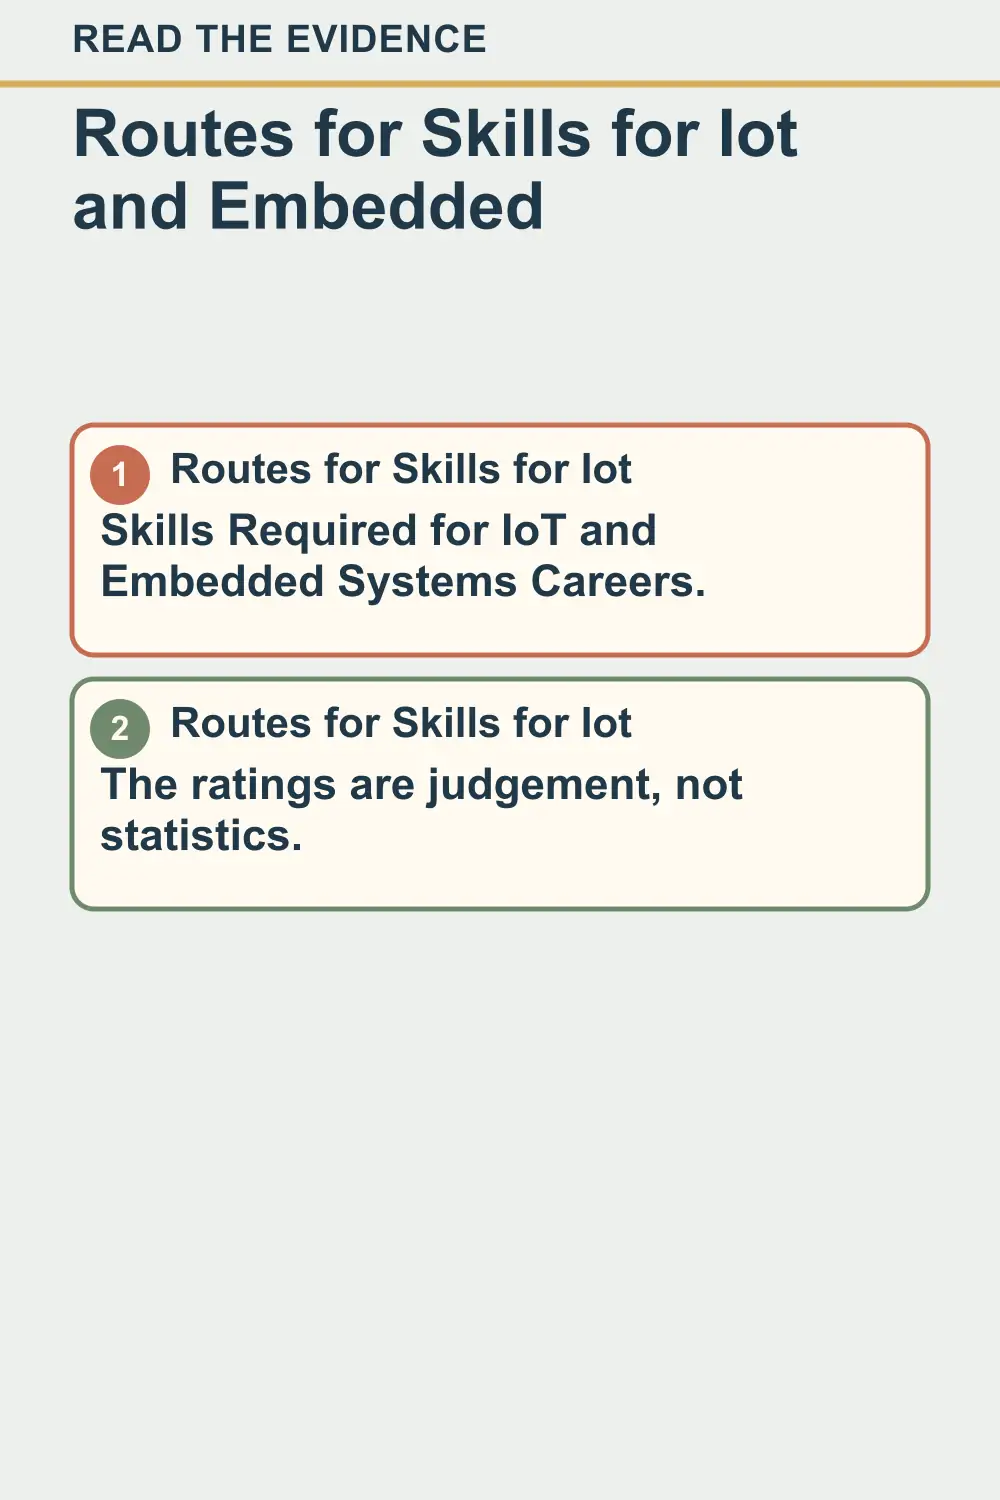 READ THE EVIDENCE
Routes for Skills for Iot
and Embedded
1 Routes for Skills for Iot
Skills Required for IoT and
Embedded Systems Careers.
2 Routes for Skills for Iot
The ratings are judgement, not
statistics.